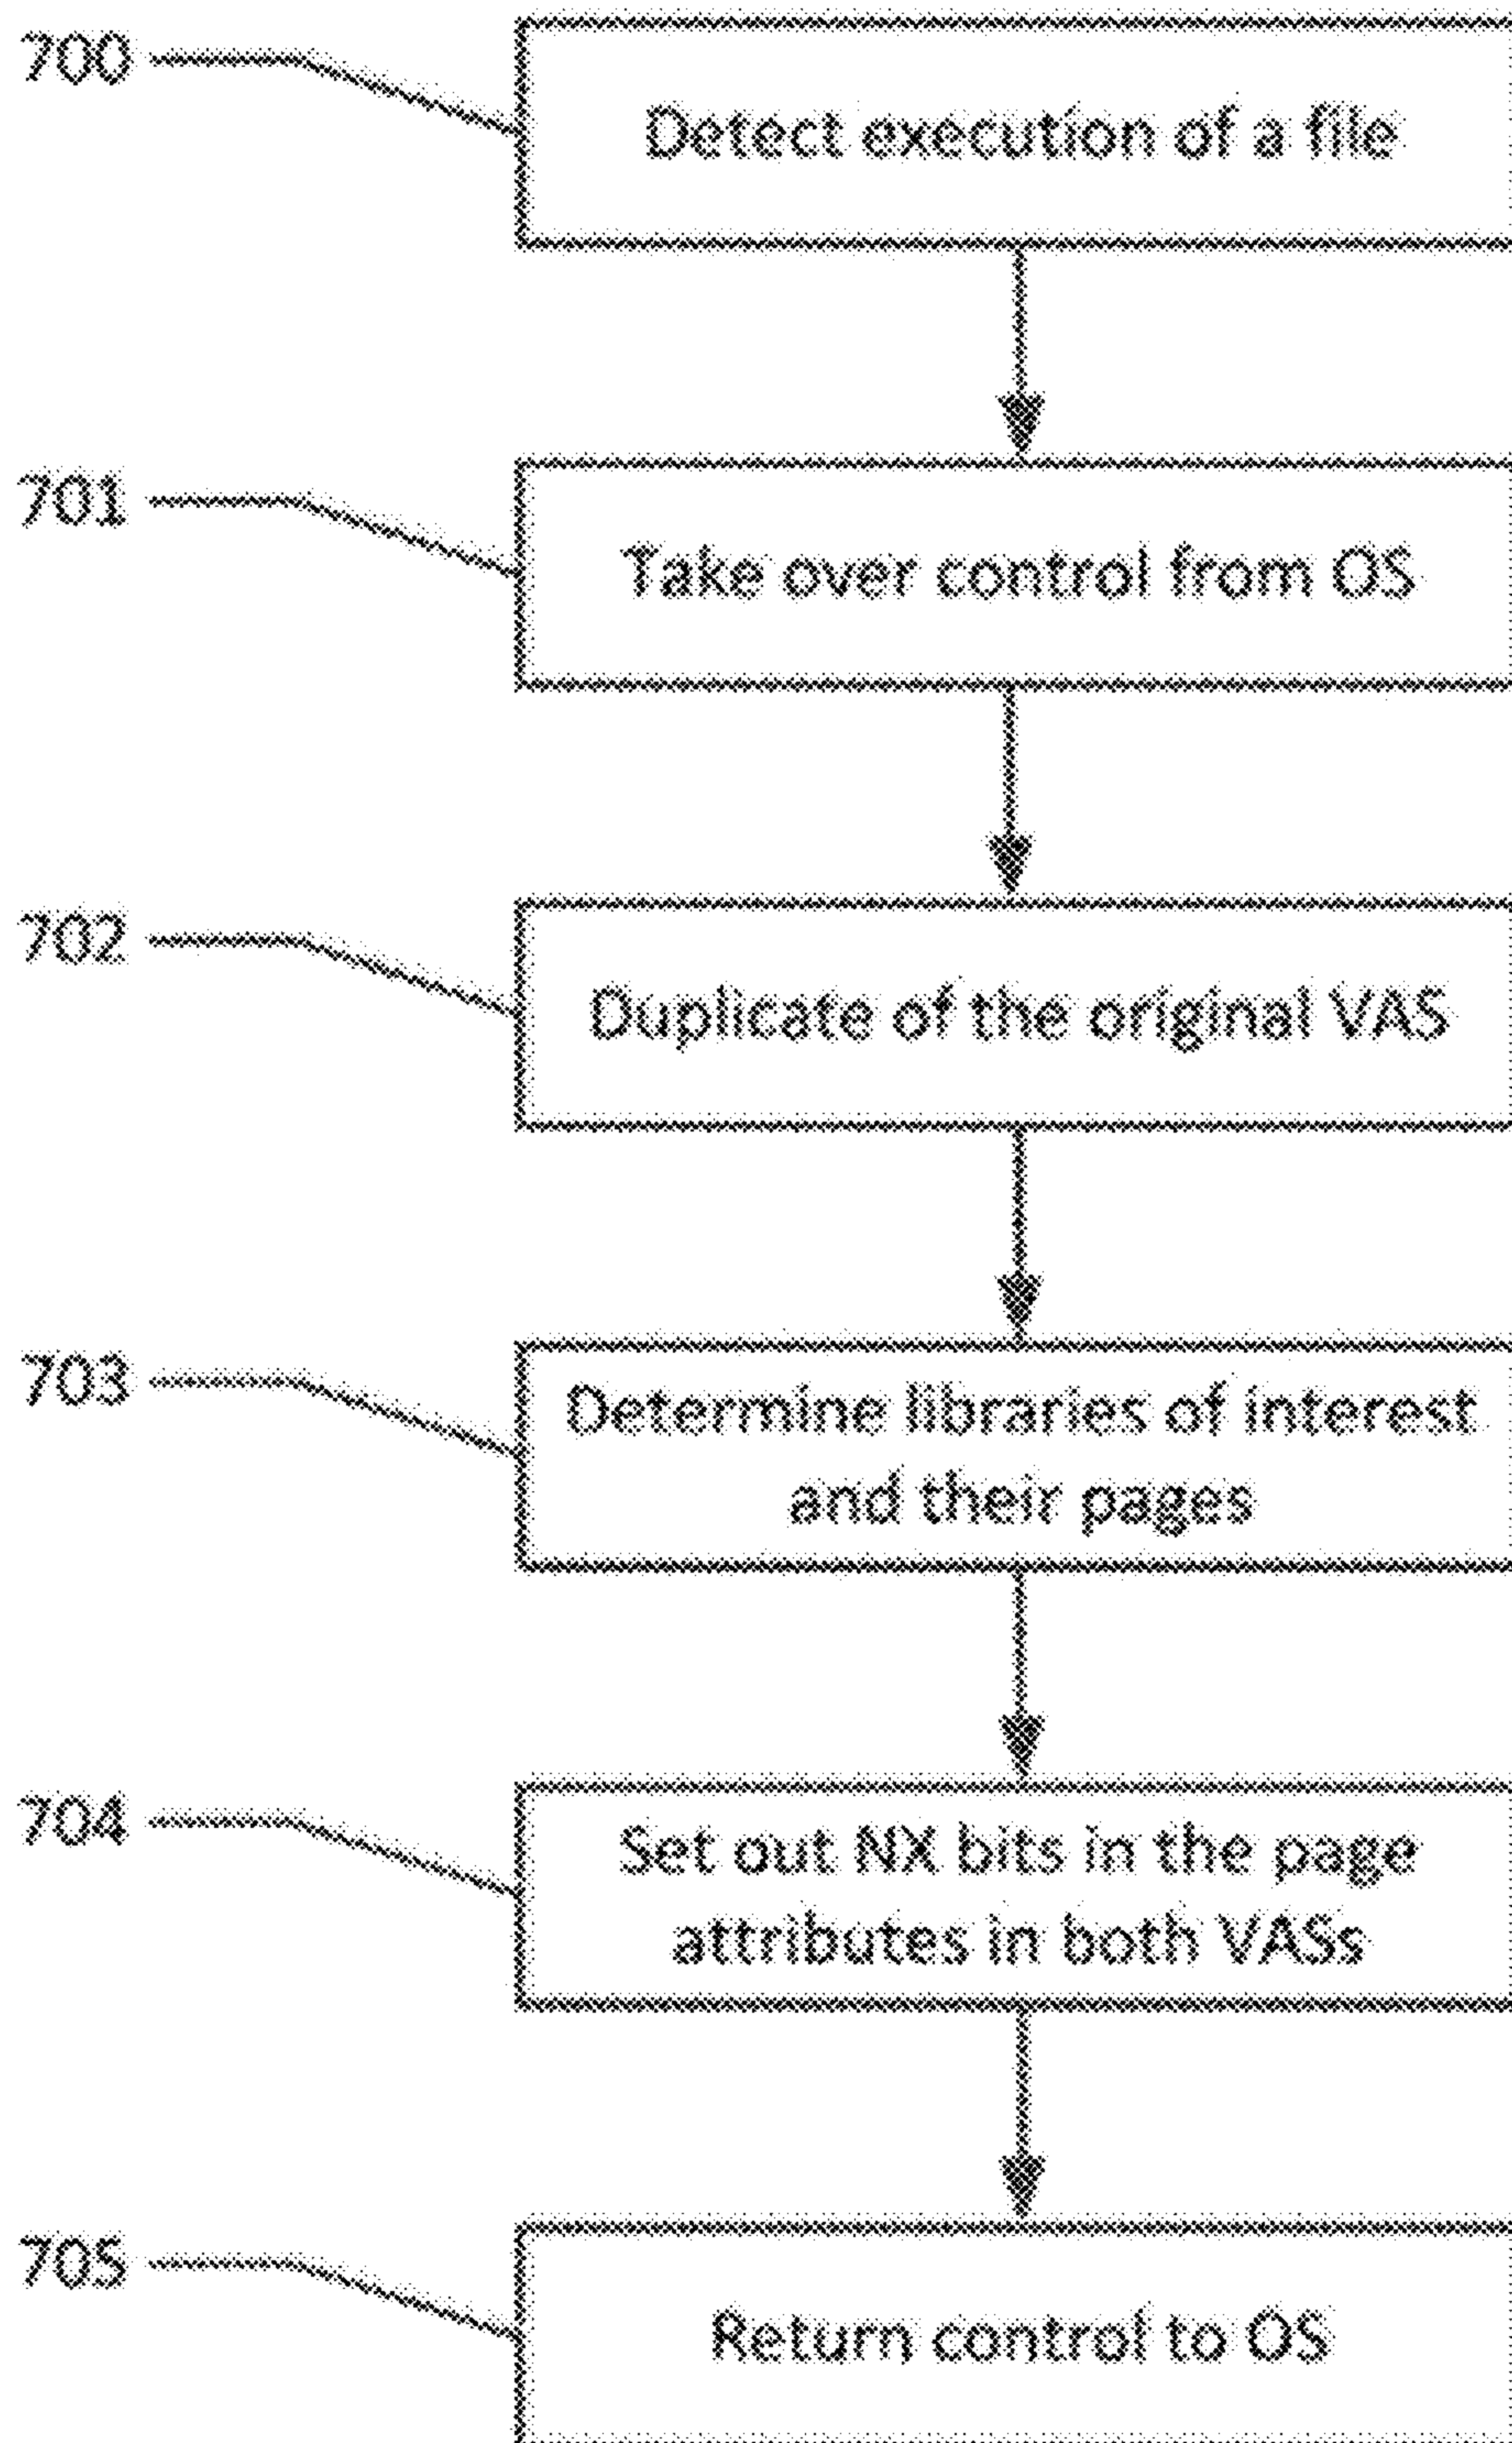 700
Detect execution of a file
701
Take over control from OS
702
Duplicate of the original VAS
703
Determine libraries of interest
and their pages
704
Set out NX bits in the page
attributes in both VASs
705
Return control to OS